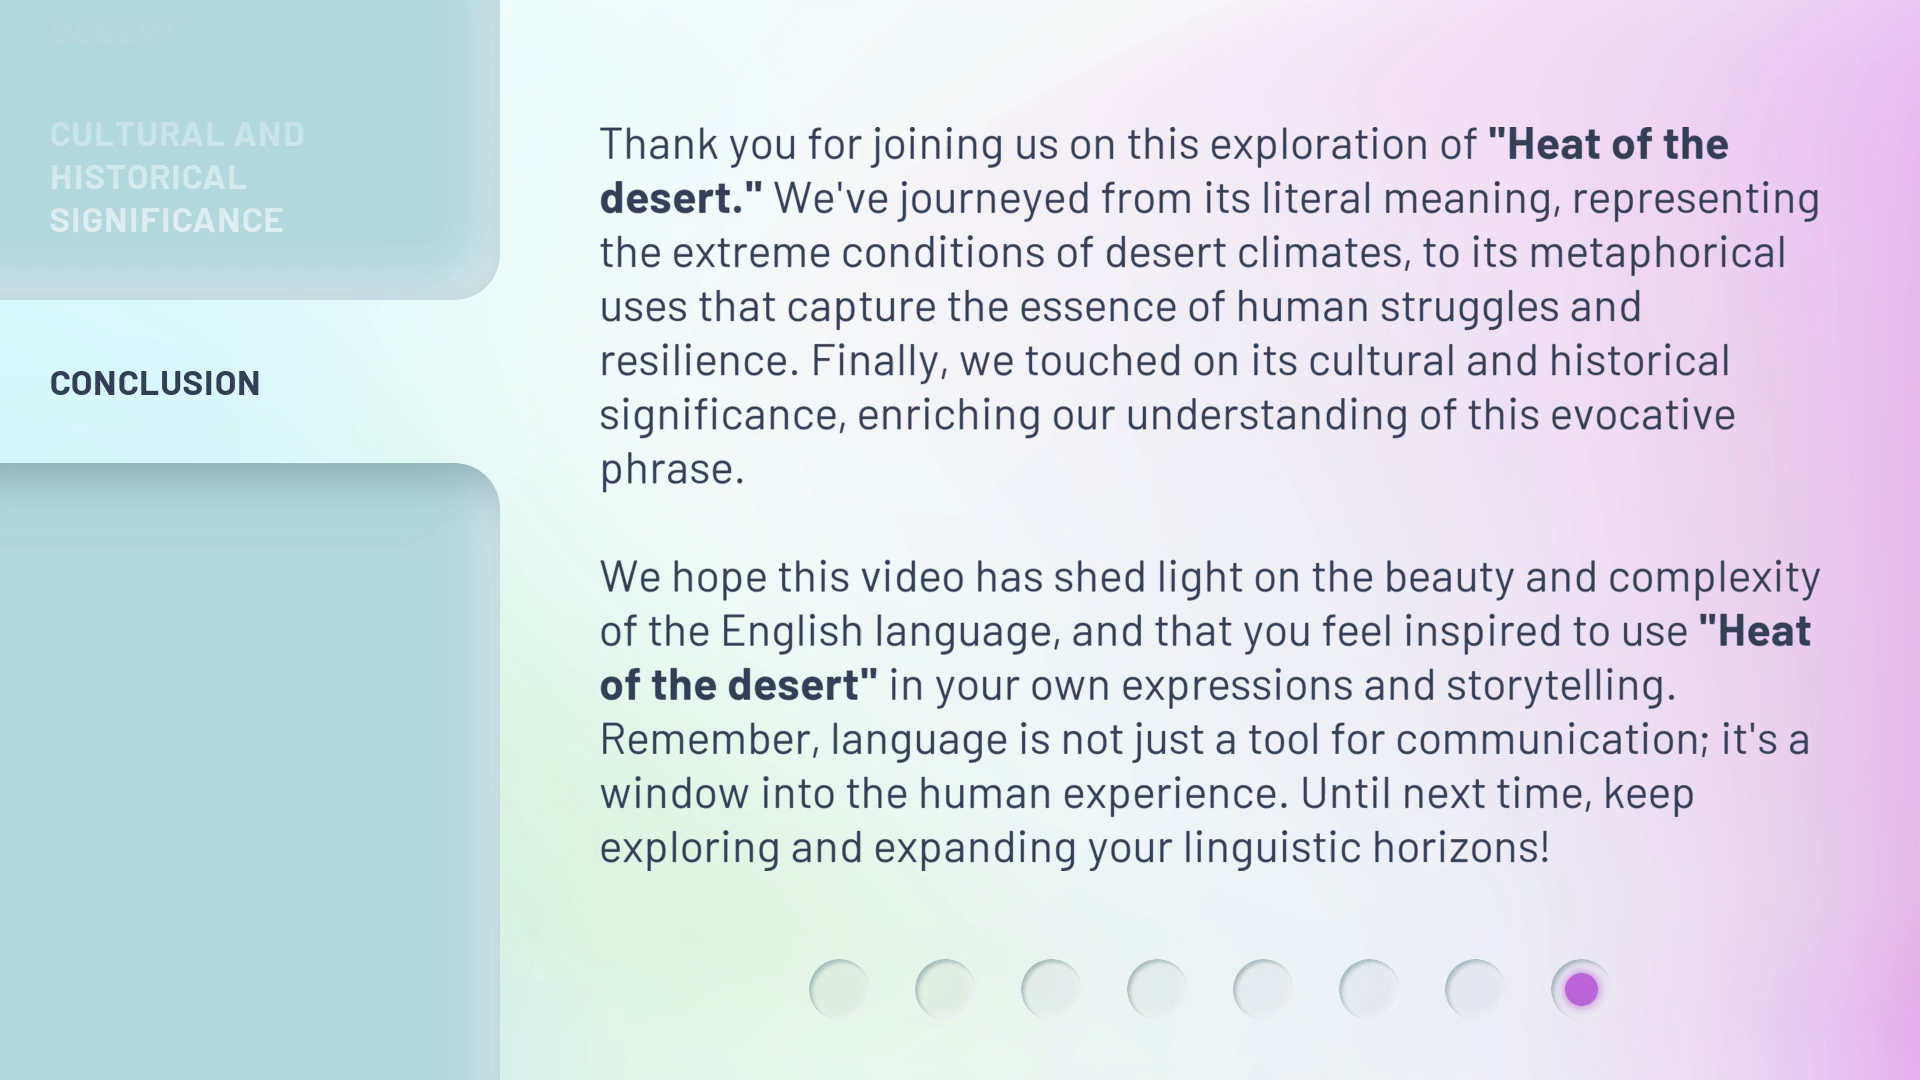 CULTURAL AND
HISTORICAL
SIGNIFICANCE
CONCLUSION
Thank you for joining us on this exploration of "Heat of the
desert." We've journeyed from its literal meaning, representing
the extreme conditions of desert climates, to its metaphorical
uses that capture the essence of human struggles and
resilience. Finally, we touched on its cultural and historical
significance, enriching our understanding of this evocative
phrase.
We hope this video has shed light on the beauty and complexity
of the English language, and that you feel inspired to use "Heat
of the desert" in your own expressions and storytelling.
Remember, language is not just a tool for communication; it's a
window into the human experience. Until next time, keep
exploring and expanding your linguistic horizons!